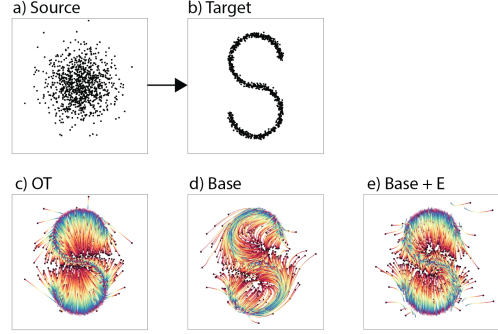 a) Source
b) Target
c) OT
d) Base
e) Base + E